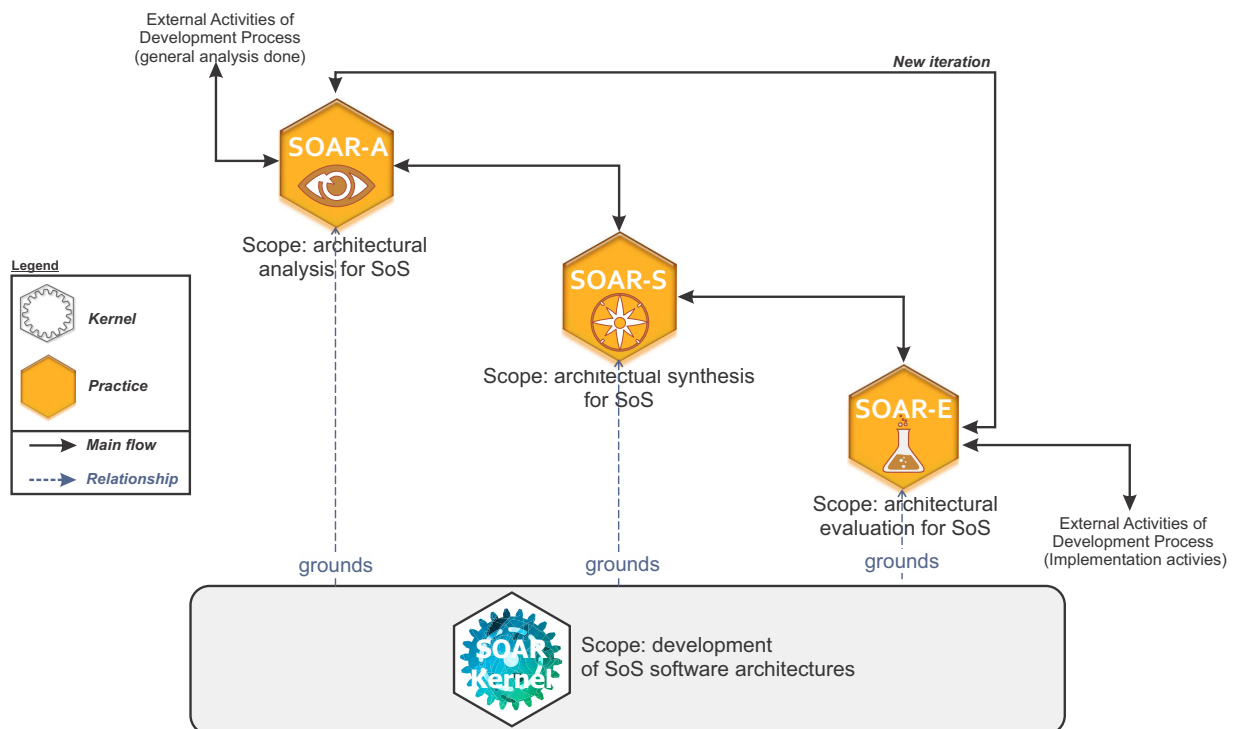 External Activities of
Development Process
(general analysis done)
New iteration
SOAR-A
Scope: architectural
analysis for SoS
Legend
Kernel
Practice
Main flow
Relationship
SOAR-S
Scope: architectual synthesis
for SoS
SOAR-E
Scope: architectural
evaluation for SoS
External Activities of
Development Process
(Implementation activies)
grounds
grounds
grounds
SOAR
Kernel
Scope: development
of SoS software architectures